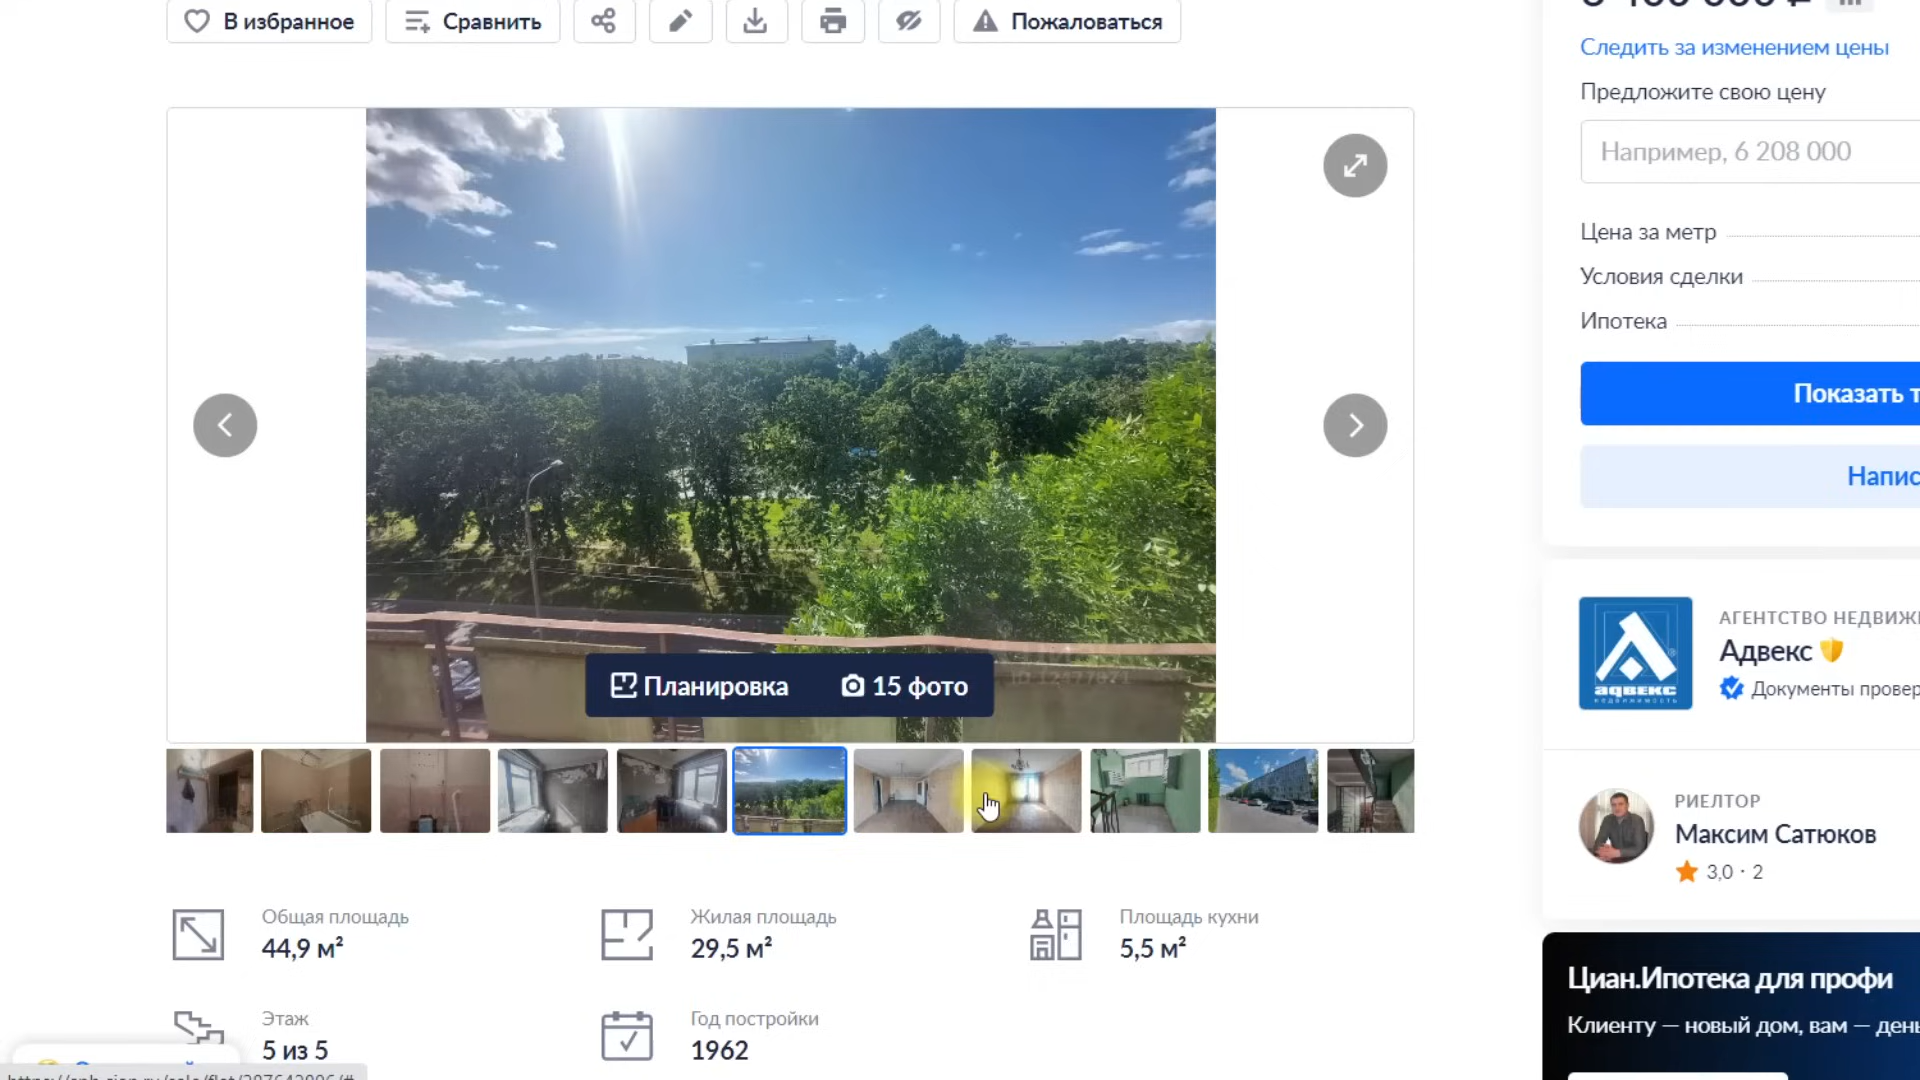 В избранное
Сравнить
Пожаловаться
Следить за изменением цены
Предложите свою цену
Например, 6 208 000
Цена за метр
Условия сделки
Ипотека
Показать т
Напис
Планировка
15 фото
АГЕНТСТВО НЕДВИЖ
Адвекс
Документы провер
адвекс
НЕДВИЖИМОСТЬ
РИЕЛТОР
Максим Сатюков
3,0 · 2
Общая площадь
44,9 м²
Жилая площадь
29,5 м²
Площадь кухни
5,5 м²
Этаж
5 из 5
Год постройки
1962
Циан.Ипотека для профи
Клиенту — новый дом, вам — день